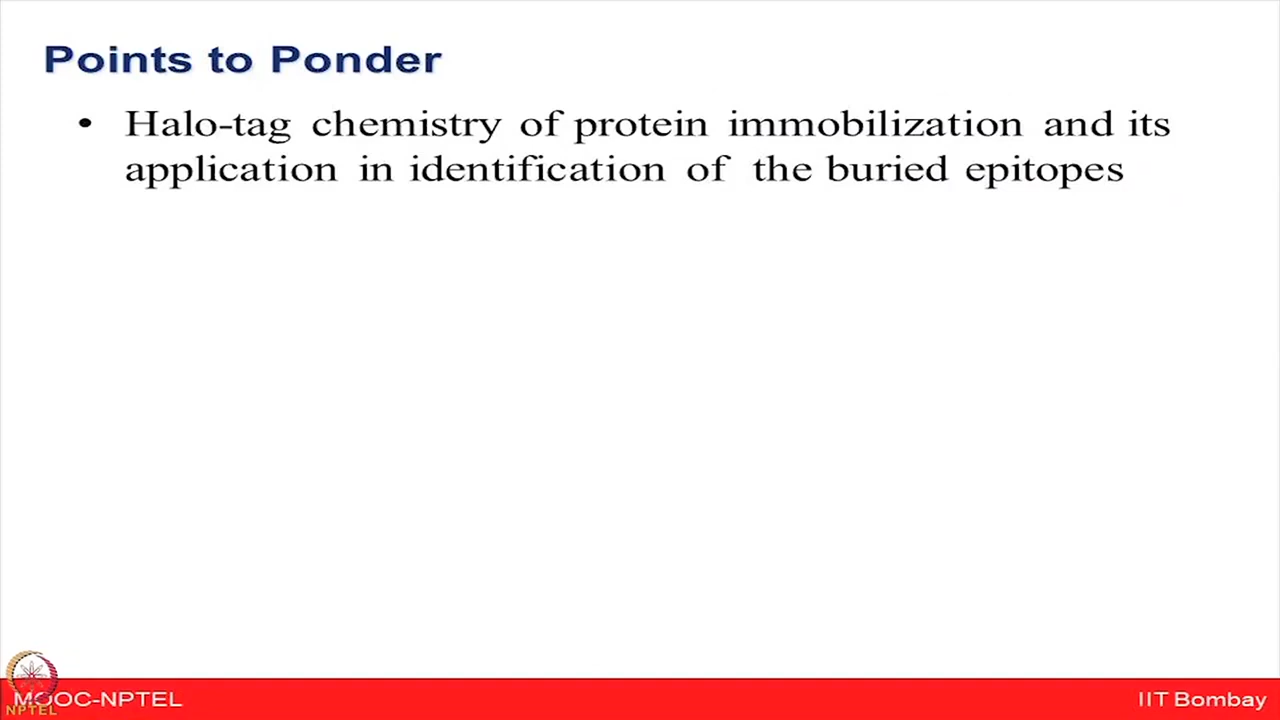 Points to Ponder
• Halo-tag chemistry of protein immobilization and its
application in identification of the buried epitopes
MOOC-NPTEL
NPTEL
IIT Bombay